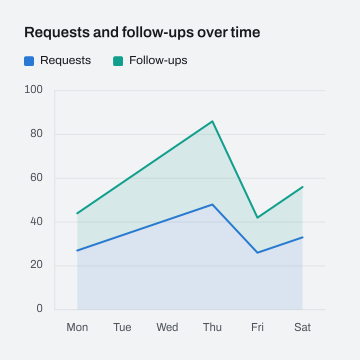 Requests and follow-ups over time
Requests Follow-ups
100
80
60
40
20
0
Mon Tue Wed Thu Fri Sat